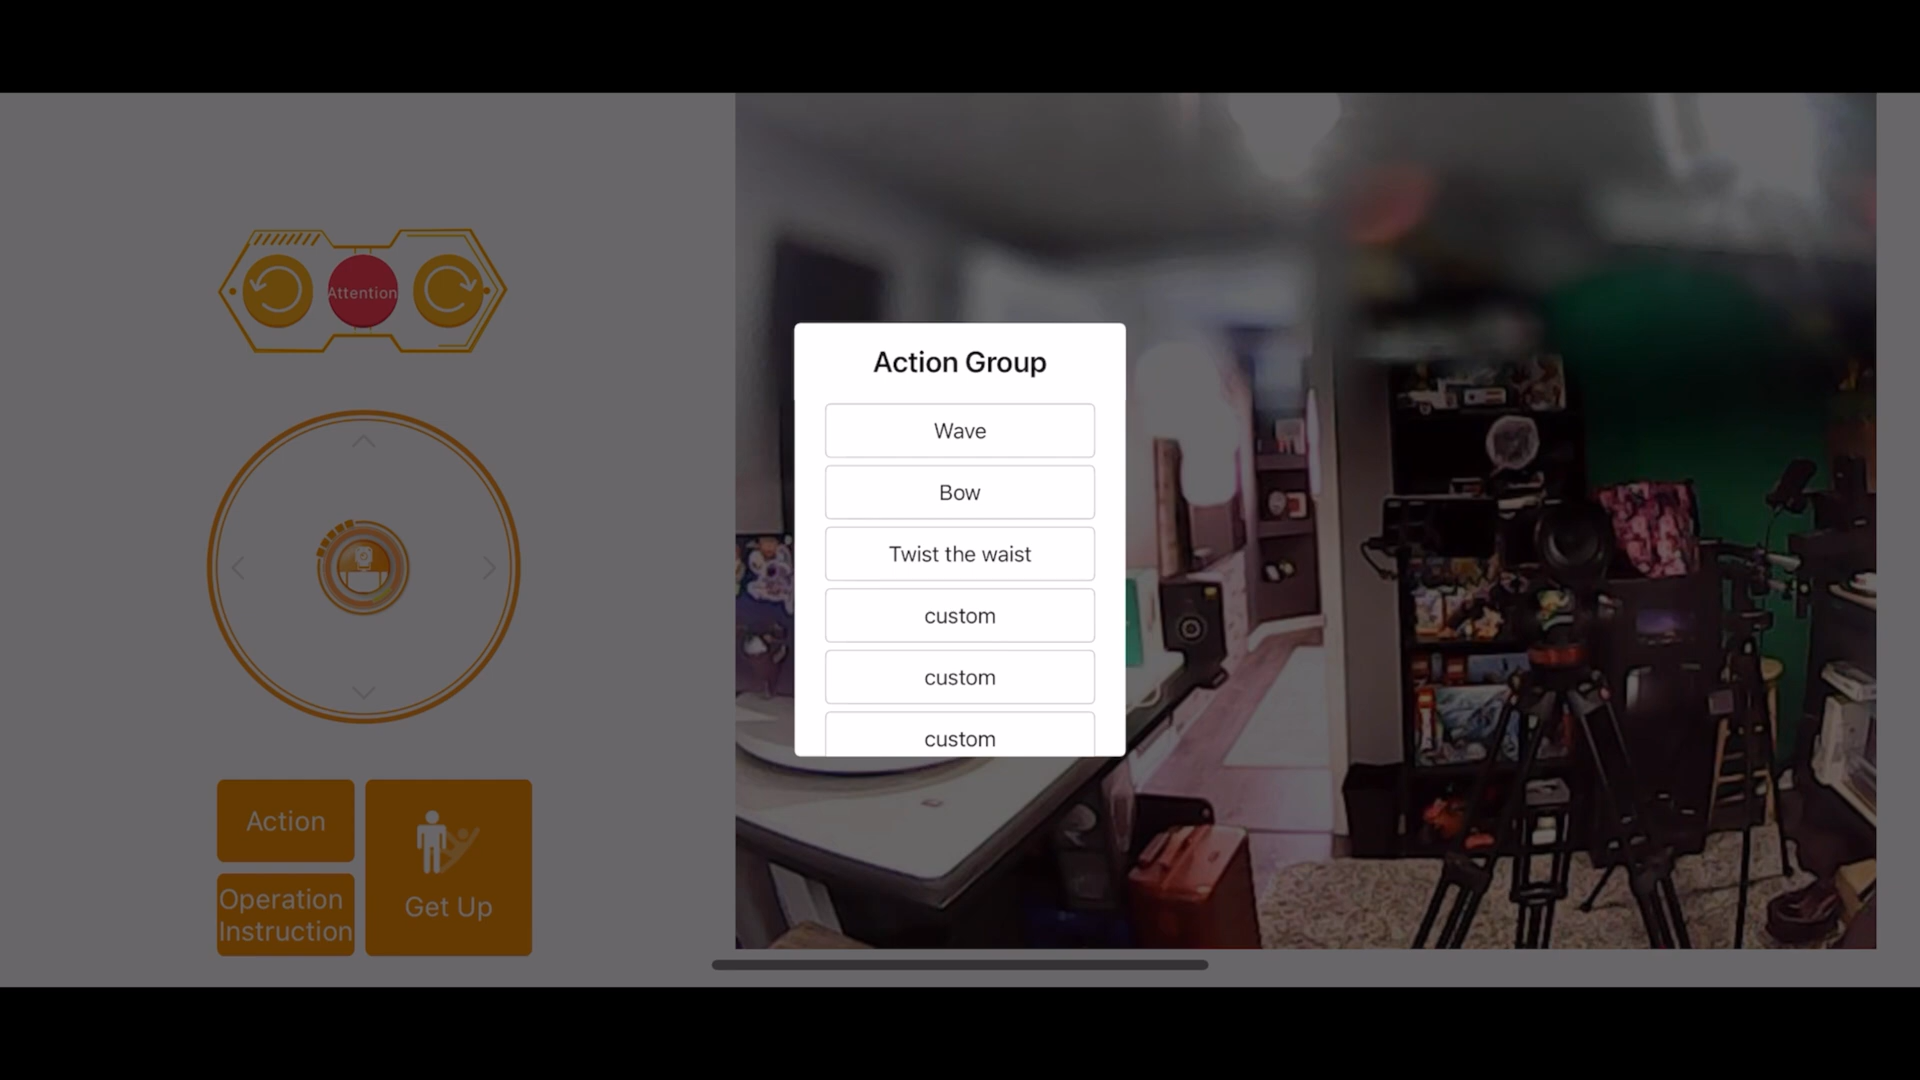 Attention
Action Group
Wave
Bow
Twist the waist
custom
custom
custom
Action
Operation
Instruction
Get Up